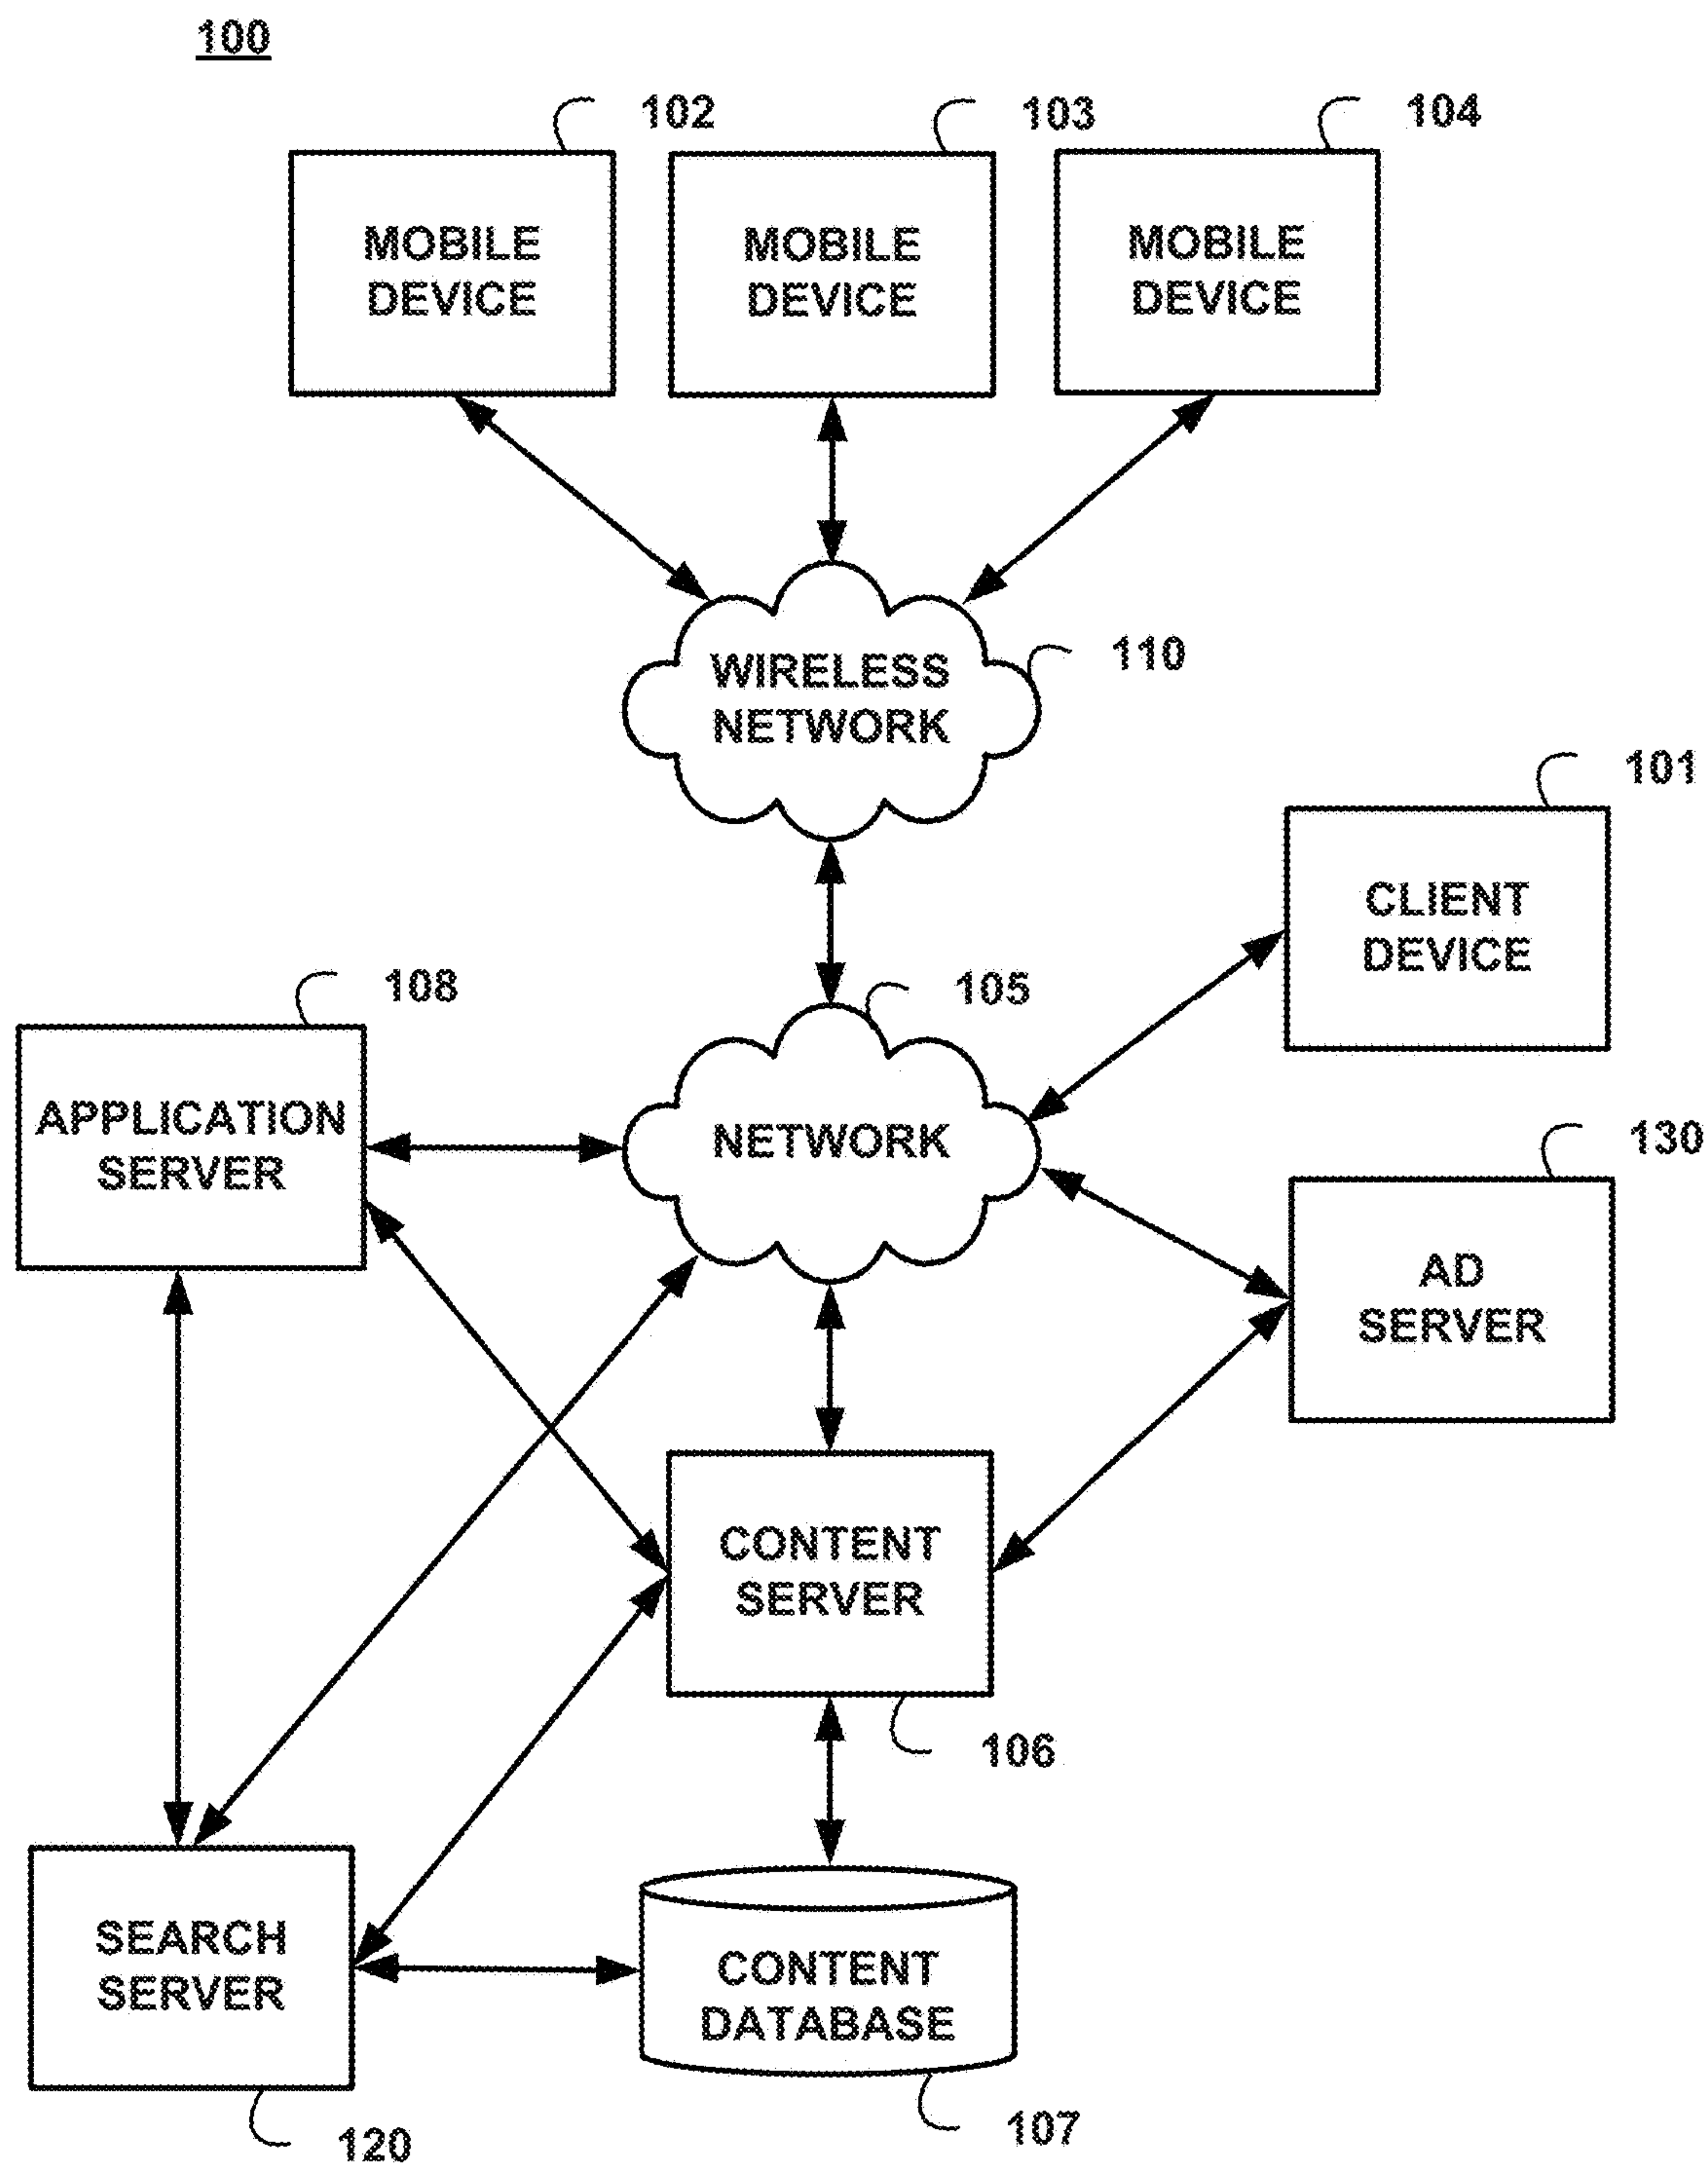 100
102
103
104
MOBILE
DEVICE
MOBILE
DEVICE
MOBILE
DEVICE
110
WIRELESS
NETWORK
101
CLIENT
DEVICE
108
105
APPLICATION
SERVER
NETWORK
130
AD
SERVER
CONTENT
SERVER
106
SEARCH
SERVER
CONTENT
DATABASE
107
120